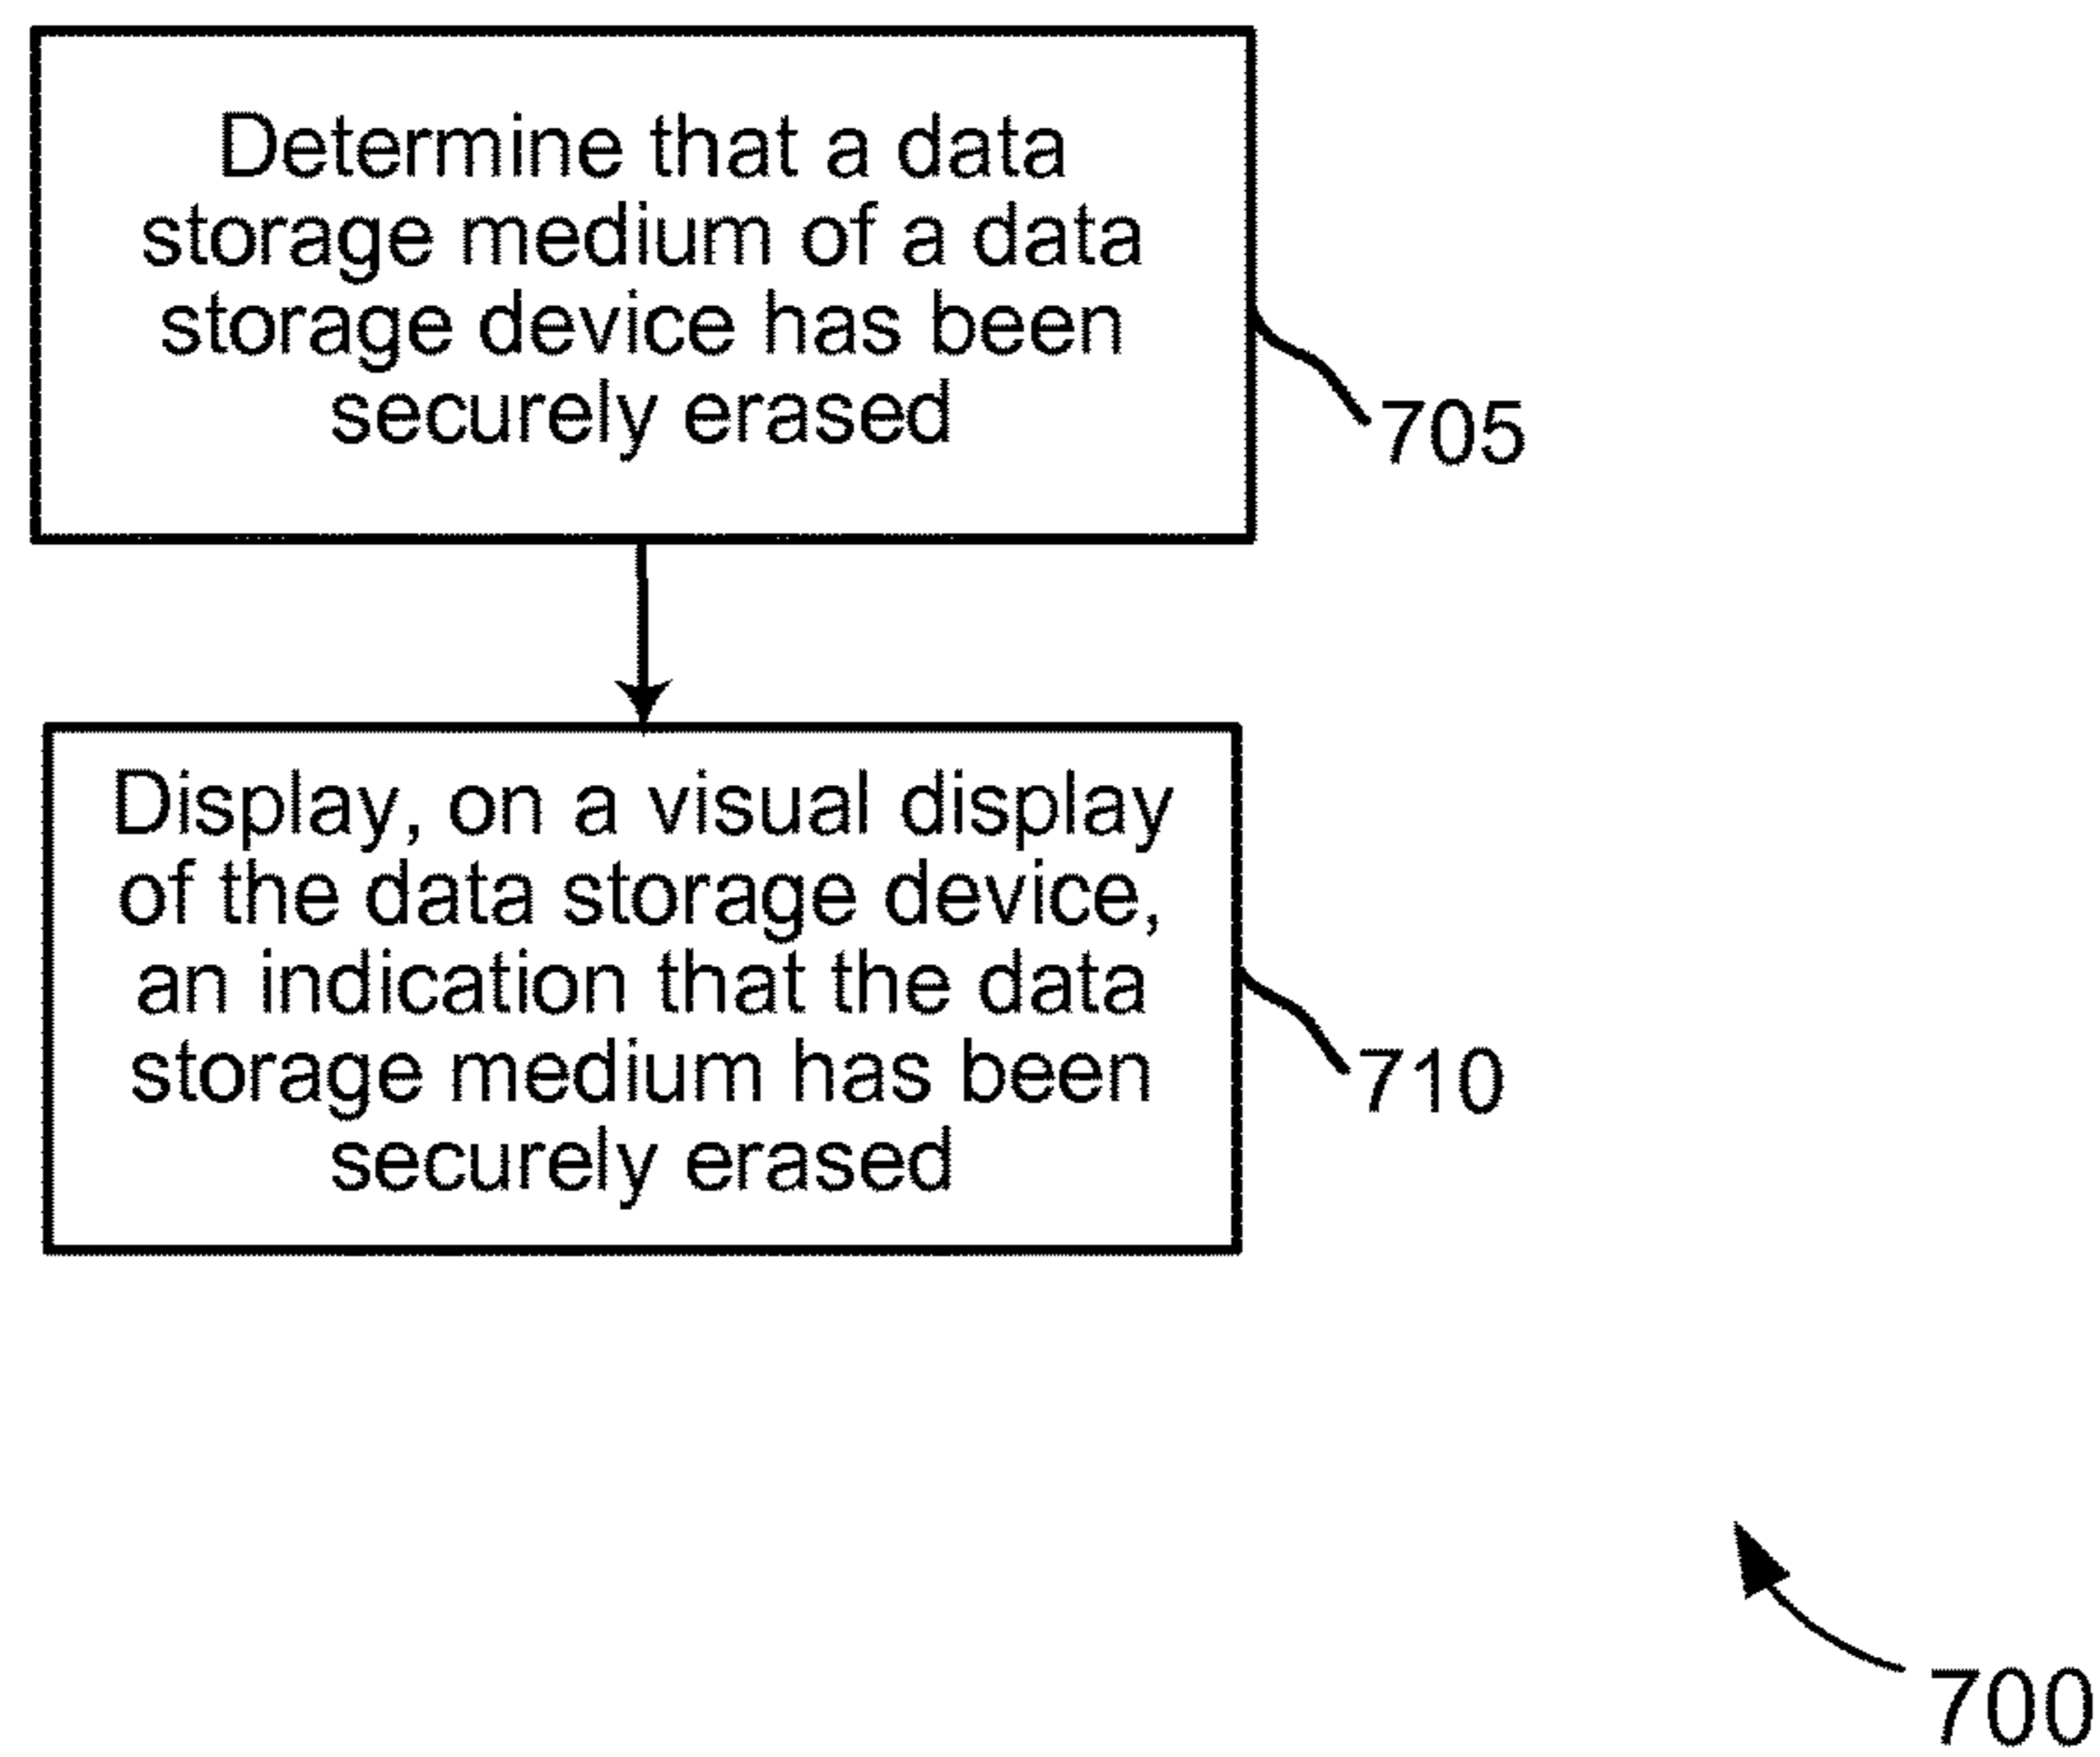 Determine that a data
storage medium of a data
storage device has been
securely erased
705
Display, on a visual display
of the data storage device,
an indication that the data
storage medium has been
securely erased
710
700